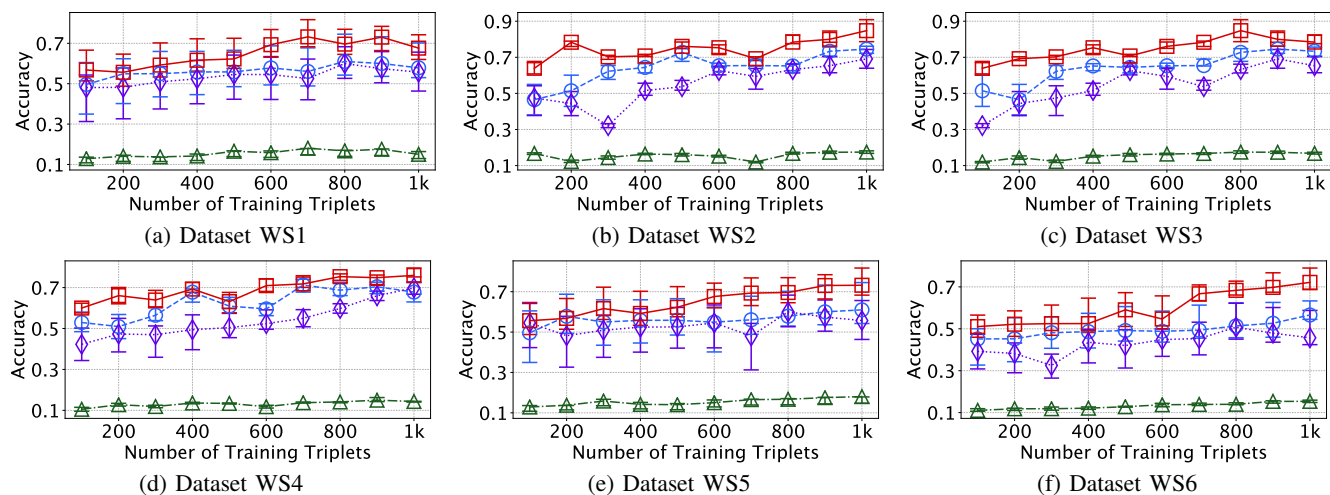 0.9
0.7
0.5
0.3
0.1
Accuracy
200 400 600 800 1k
Number of Training Triplets
(a) Dataset WS1
0.9
0.7
0.5
0.3
0.1
Accuracy
200 400 600 800 1k
Number of Training Triplets
(b) Dataset WS2
0.9
0.7
0.5
0.3
0.1
Accuracy
200 400 600 800 1k
Number of Training Triplets
(c) Dataset WS3
0.7
0.5
0.3
0.1
Accuracy
200 400 600 800 1k
Number of Training Triplets
(d) Dataset WS4
0.7
0.5
0.3
0.1
Accuracy
200 400 600 800 1k
Number of Training Triplets
(e) Dataset WS5
0.7
0.5
0.3
0.1
Accuracy
200 400 600 800 1k
Number of Training Triplets
(f) Dataset WS6